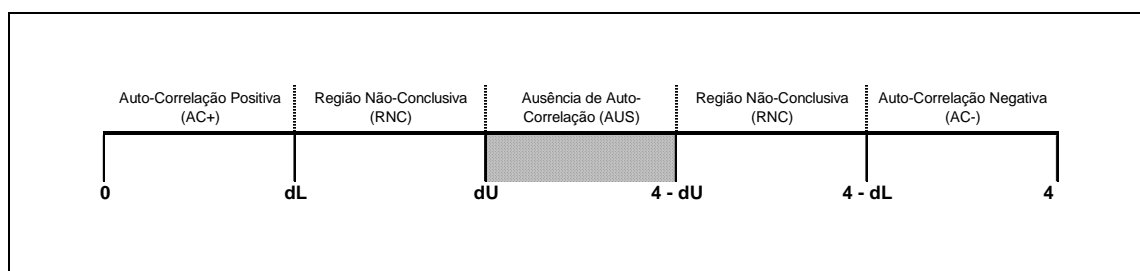 Auto-Correlação Positiva
(AC+)
Região Não-Conclusiva
(RNC)
Ausência de Auto-
Correlação (AUS)
Região Não-Conclusiva
(RNC)
Auto-Correlação Negativa
(AC-)
0
dL
dU
4 - dU
4 - dL
4